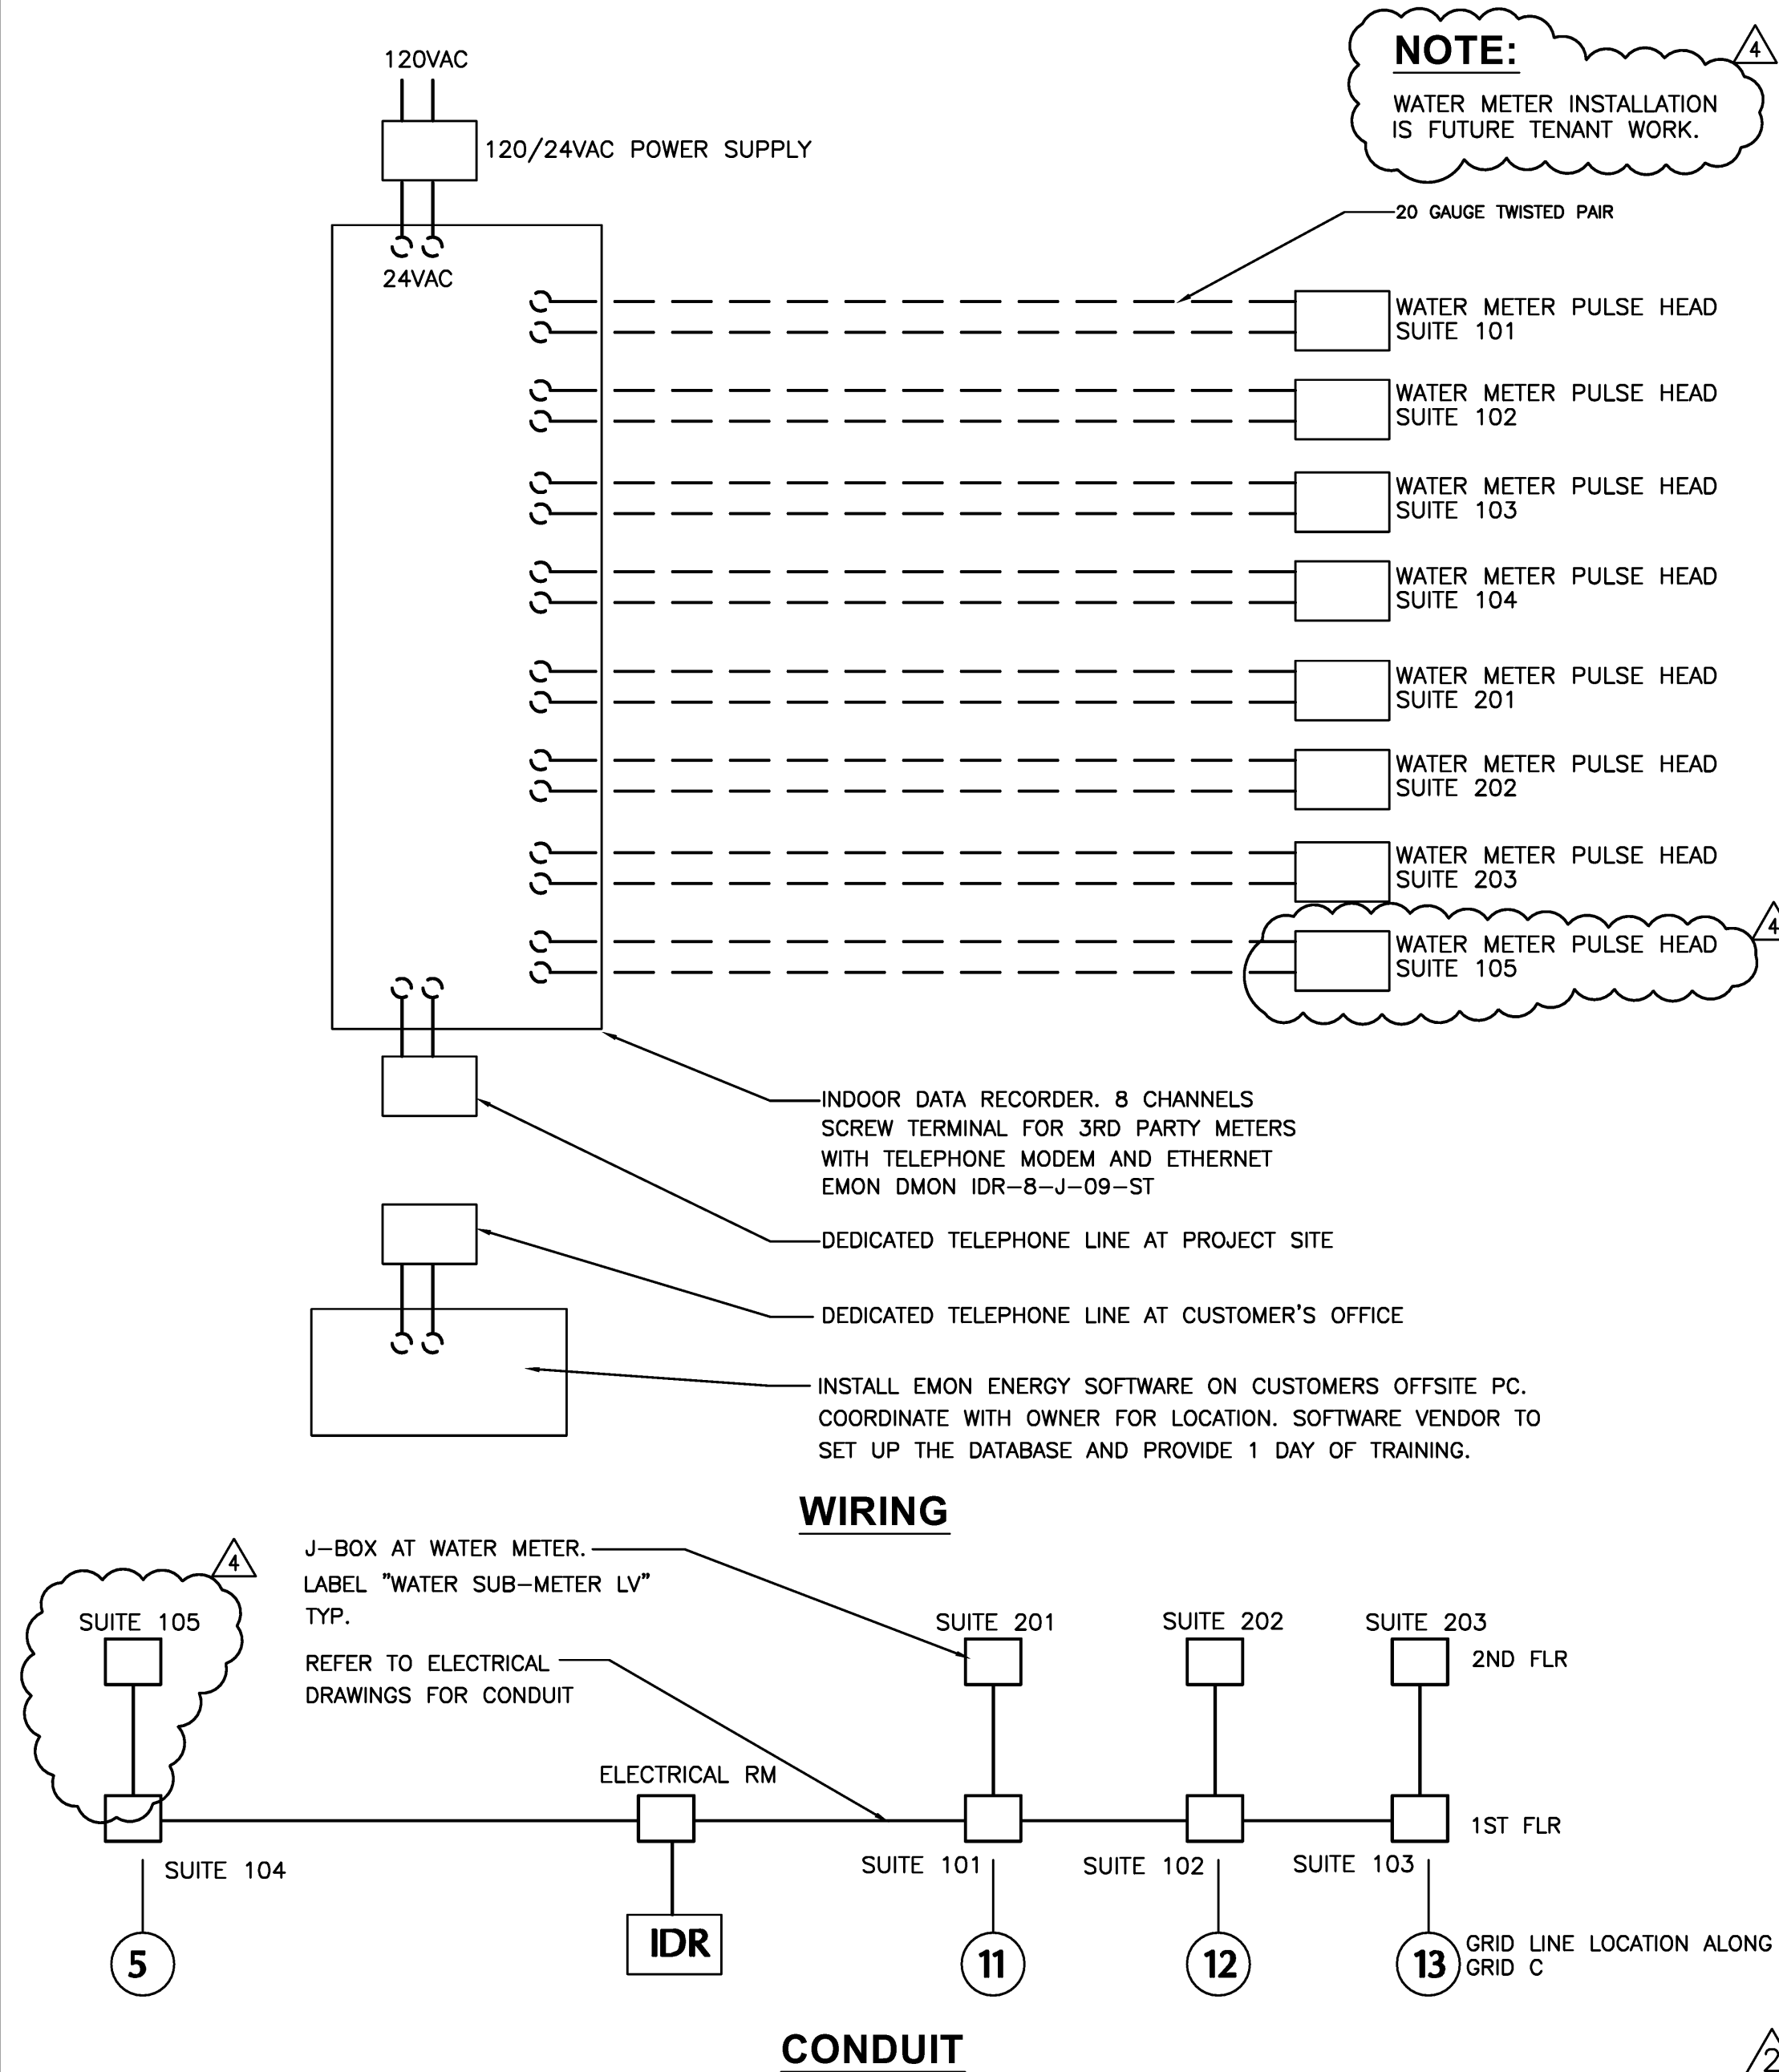 120VAC
120/24VAC POWER SUPPLY
24VAC
NOTE:
4
WATER METER INSTALLATION
IS FUTURE TENANT WORK.
20 GAUGE TWISTED PAIR
WATER METER PULSE HEAD
SUITE 101
WATER METER PULSE HEAD
SUITE 102
WATER METER PULSE HEAD
SUITE 103
WATER METER PULSE HEAD
SUITE 104
WATER METER PULSE HEAD
SUITE 201
WATER METER PULSE HEAD
SUITE 202
WATER METER PULSE HEAD
SUITE 203
4
WATER METER PULSE HEAD
SUITE 105
INDOOR DATA RECORDER. 8 CHANNELS
SCREW TERMINAL FOR 3RD PARTY METERS
WITH TELEPHONE MODEM AND ETHERNET
EMON DMON IDR-8-J-09-ST
DEDICATED TELEPHONE LINE AT PROJECT SITE
DEDICATED TELEPHONE LINE AT CUSTOMER'S OFFICE
INSTALL EMON ENERGY SOFTWARE ON CUSTOMERS OFFSITE PC.
COORDINATE WITH OWNER FOR LOCATION. SOFTWARE VENDOR TO
SET UP THE DATABASE AND PROVIDE 1 DAY OF TRAINING.
WIRING
4
J-BOX AT WATER METER.
LABEL "WATER SUB-METER LV"
TYP.
REFER TO ELECTRICAL
DRAWINGS FOR CONDUIT
SUITE 105
SUITE 201
SUITE 202
SUITE 203
2ND FLR
ELECTRICAL RM
1ST FLR
SUITE 104
SUITE 101
SUITE 102
SUITE 103
IDR
5
11
12
13
GRID LINE LOCATION ALONG
GRID C
CONDUIT
2